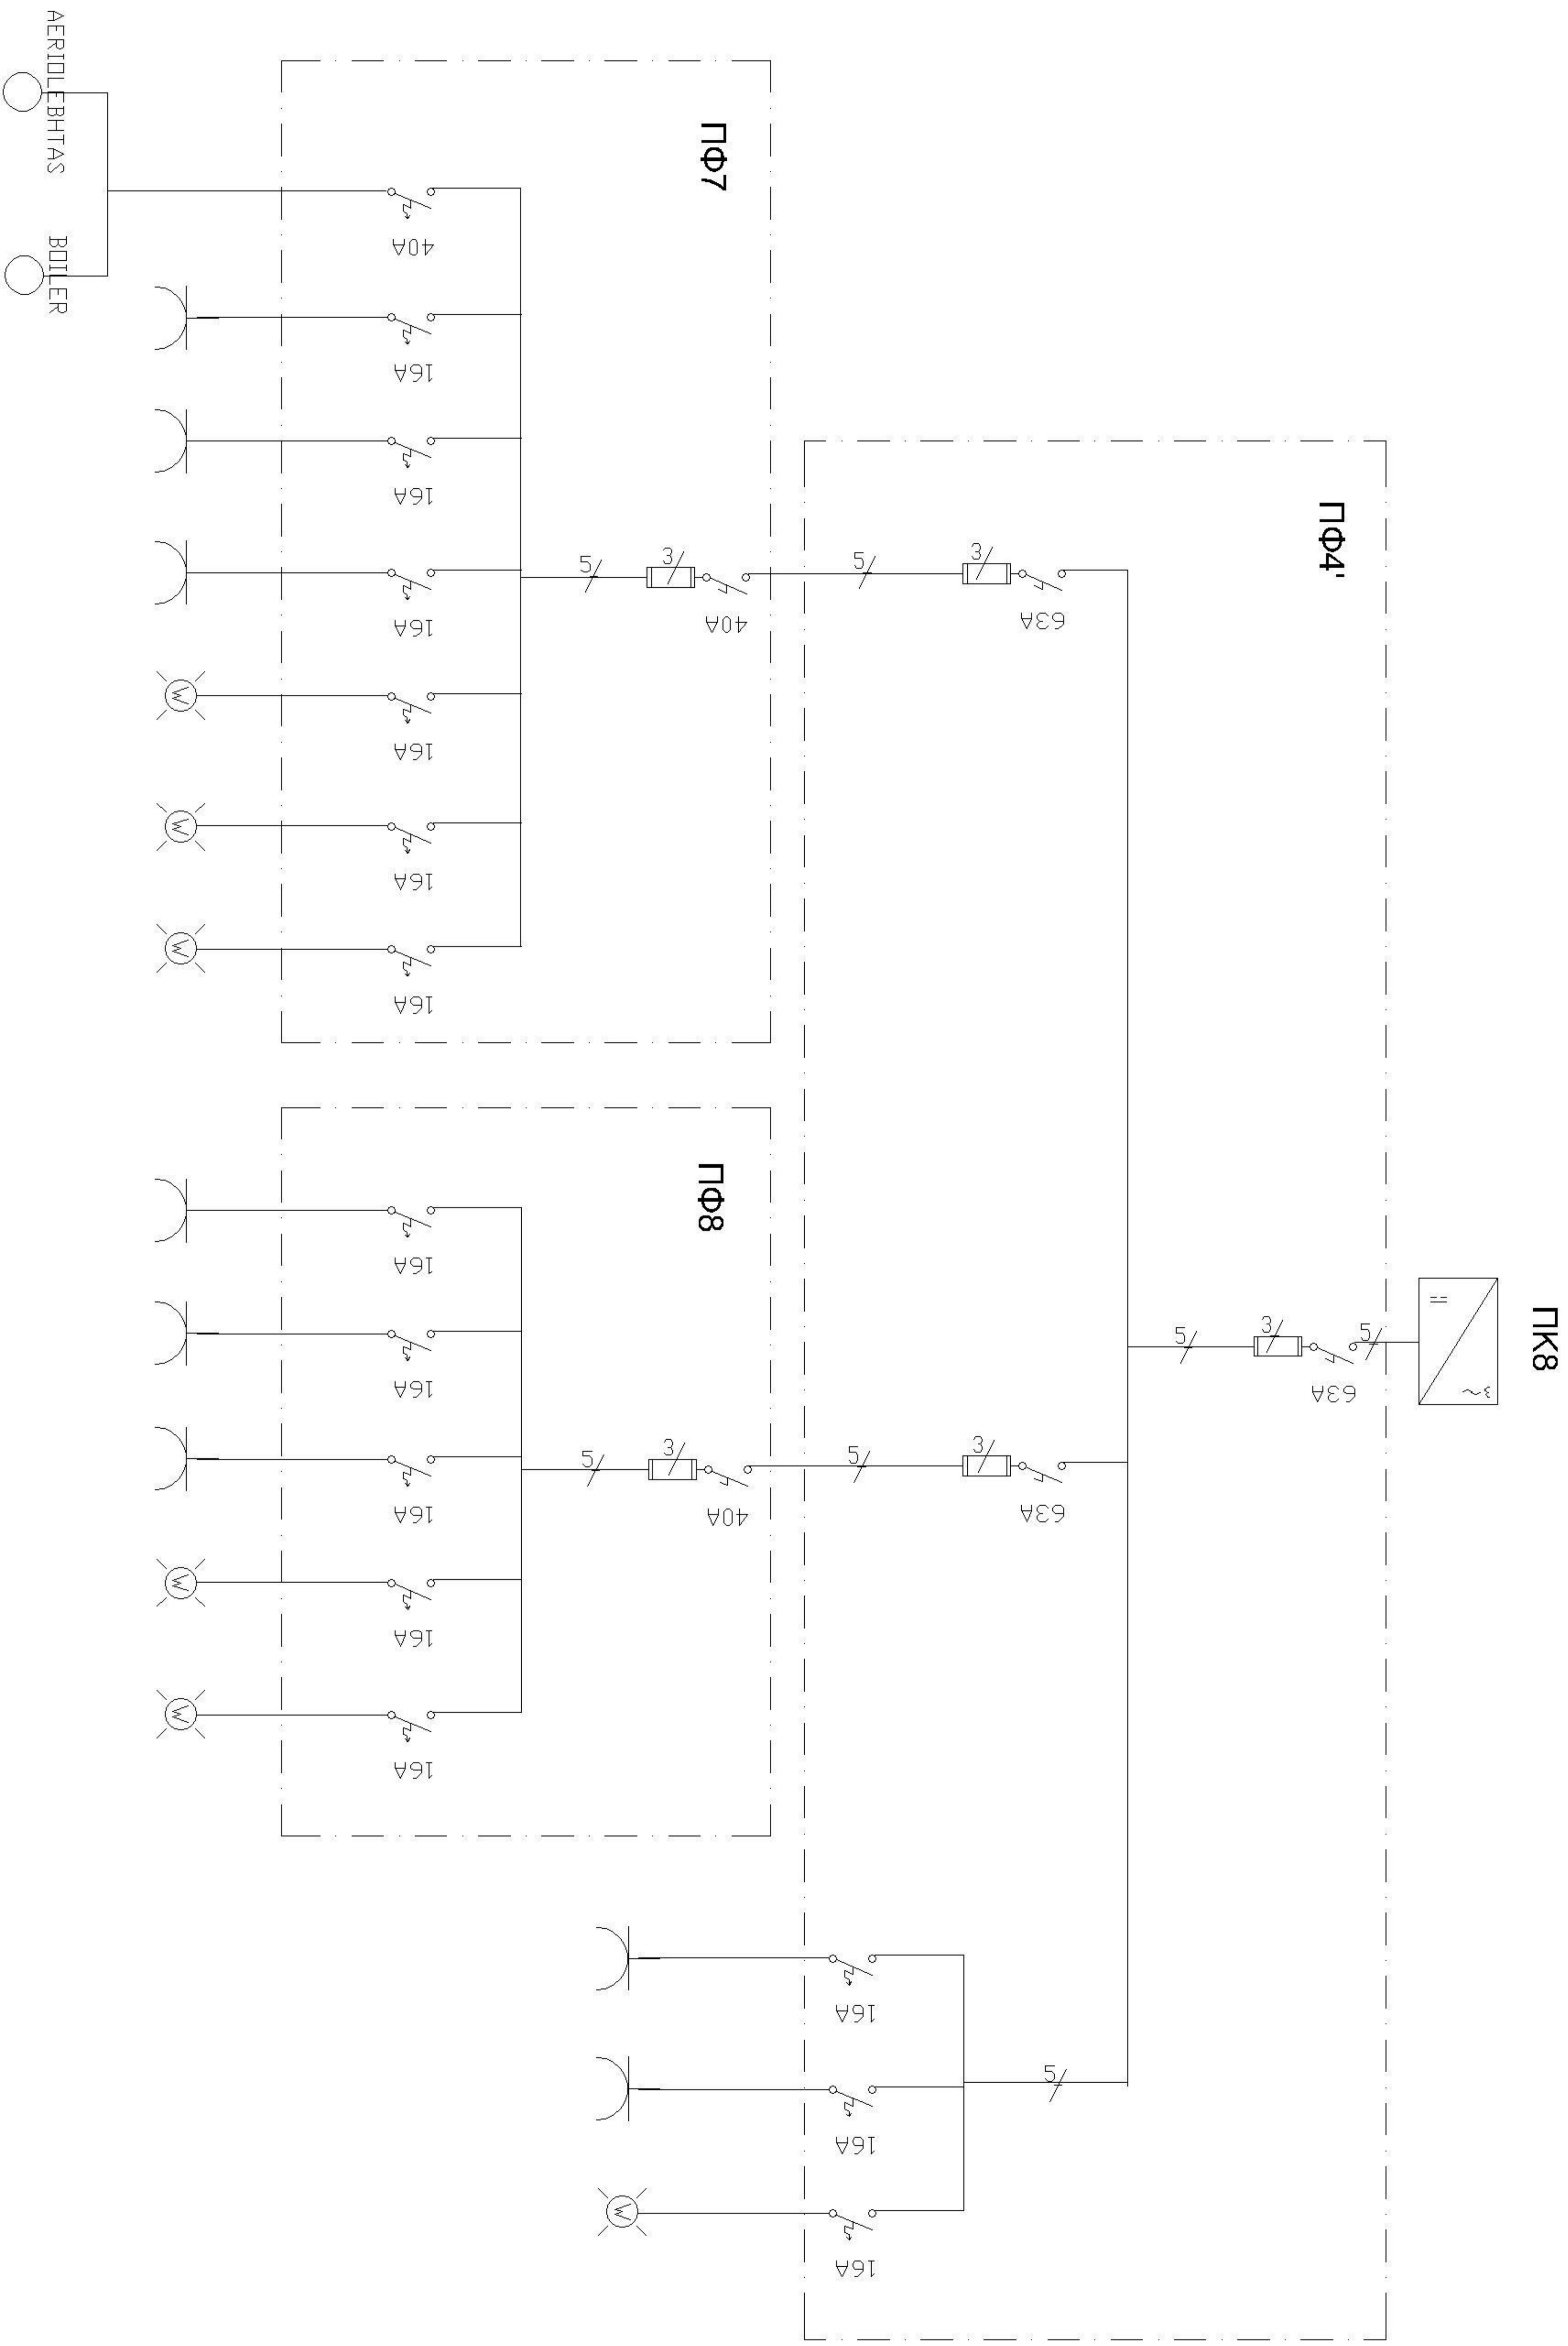 ΠΚ8
3~
=
5
63A
ΠΦ4'
3
5
63A
63A
5
3
3
5
5
16A
16A
16A
40A
40A
ΠΦ7
ΠΦ8
3
3
5
5
40A
16A
16A
16A
16A
16A
16A
16A
16A
16A
16A
16A
AERIOLEBHTAS
BOILER